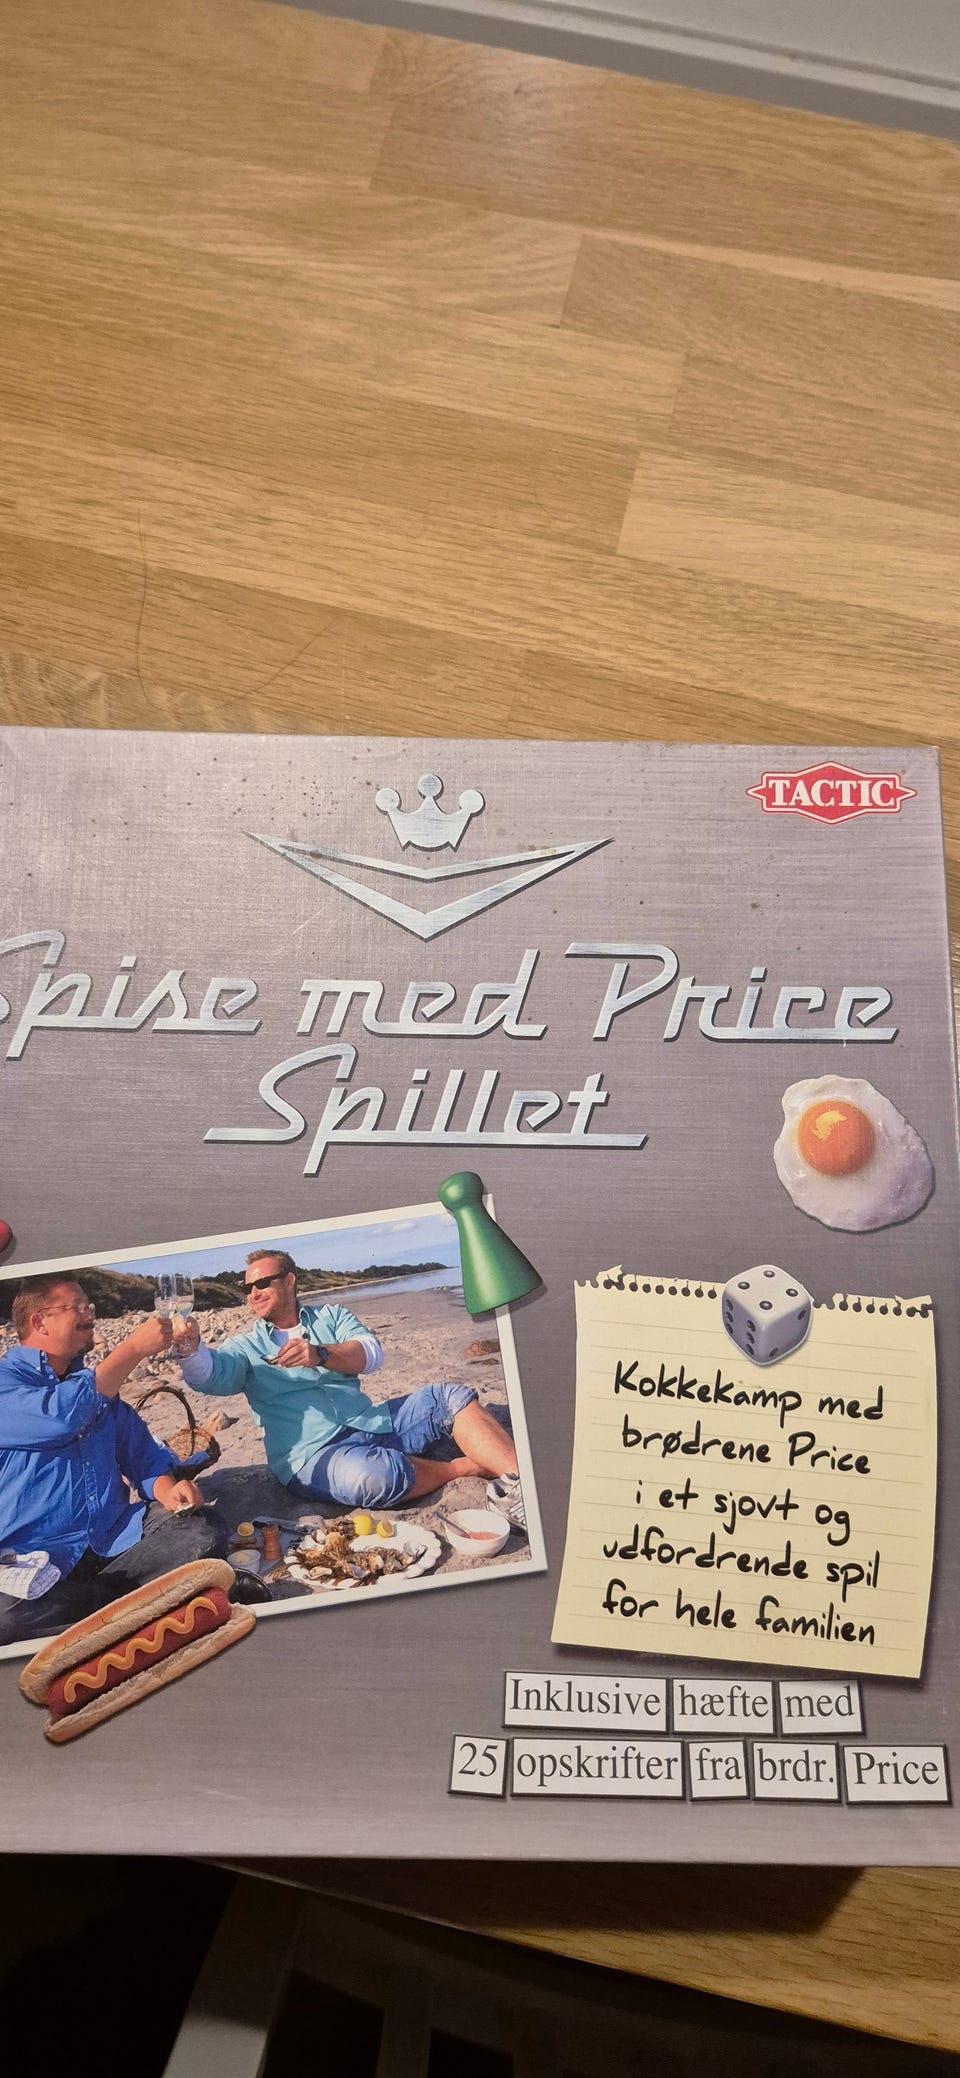 TACTIC
Spise med Price
Spillet
Kokkekamp med
brødrene Price
i et sjovt og
udfordrende spil
for hele familien
Inklusive hæfte med
25 opskrifter fra brdr. Price